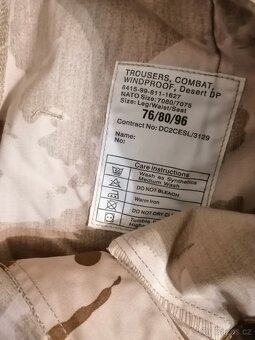 TROUSERS, COMBAT,
WINDPROOF, Desert DP
8415-99-811-1627
NATO Size: 7080/7075
Size: Leg/Waist/Seat
76/80/96
Contract No: DC2CESL/3129
Name:
No:
Care Instructions
Wash as Synthetics
Medium Wash
DO NOT BLEACH
Warm Iron
DO NOT DRY CLEAN
Tumble
High